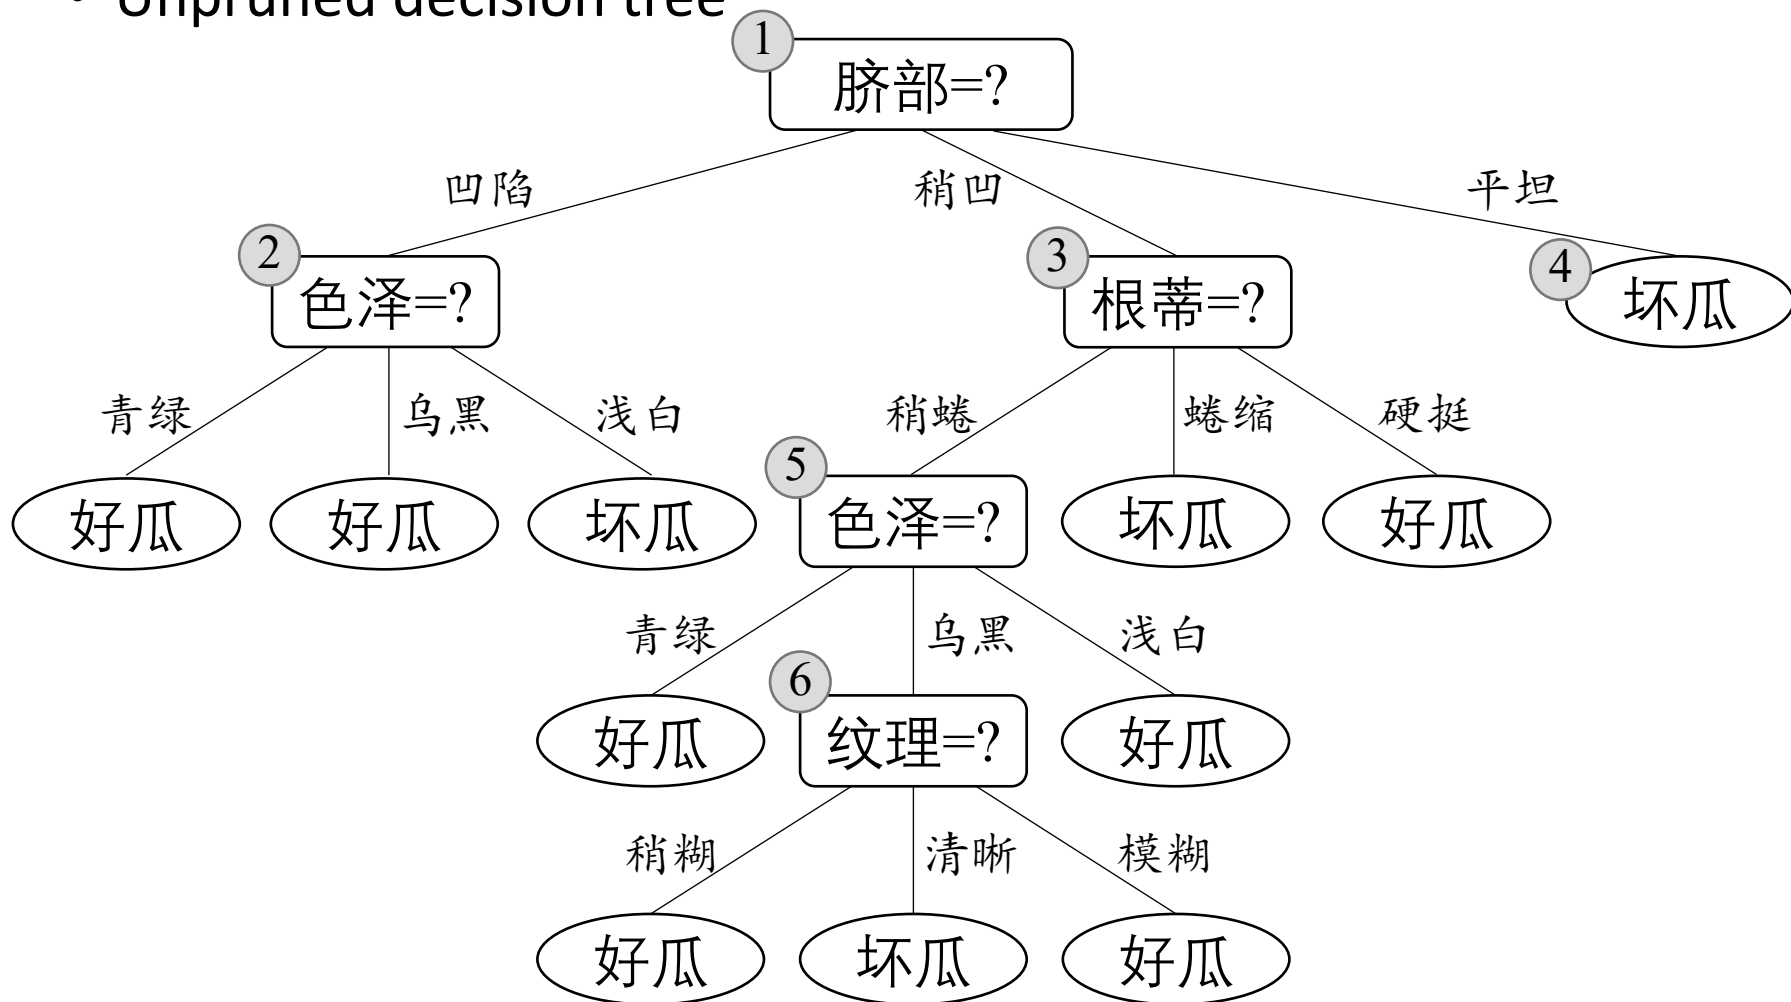 • Unpruned decision tree
1
脐部=?
凹陷 稍凹 平坦
2 3 4
色泽=? 根蒂=? 坏瓜
青绿 乌黑 浅白 稍蜷 蜷缩 硬挺
5
好瓜 好瓜 坏瓜 色泽=? 坏瓜 好瓜
青绿 乌黑 浅白
6
好瓜 纹理=? 好瓜
稍糊 清晰 模糊
好瓜 坏瓜 好瓜